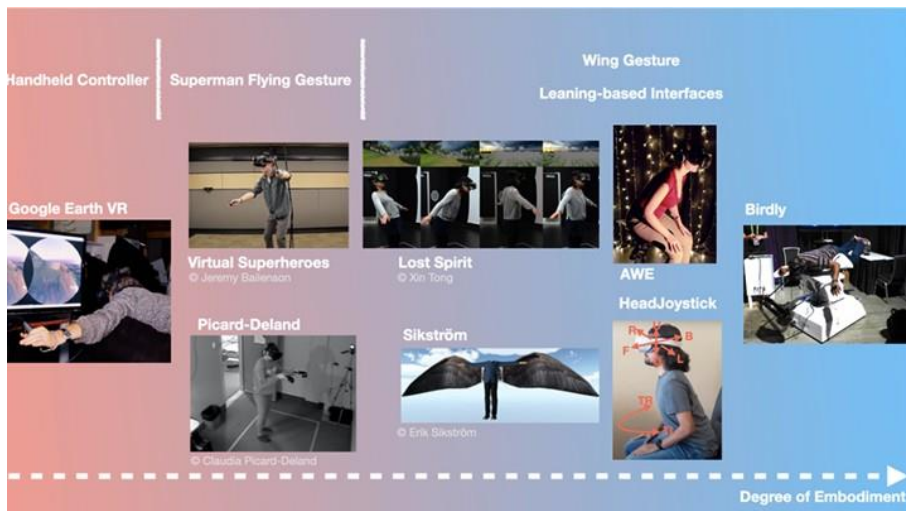 Handheld Controller
Superman Flying Gesture
Wing Gesture
Leaning-based Interfaces
Google Earth VR
Virtual Superheroes
© Jeremy Bailenson
Lost Spirit
© Xin Tong
AWE
Birdly
Picard-Deland
© Claudia Picard-Deland
Sikström
© Erik Sikström
HeadJoystick
R
U
B
F
L
TR
Degree of Embodiment